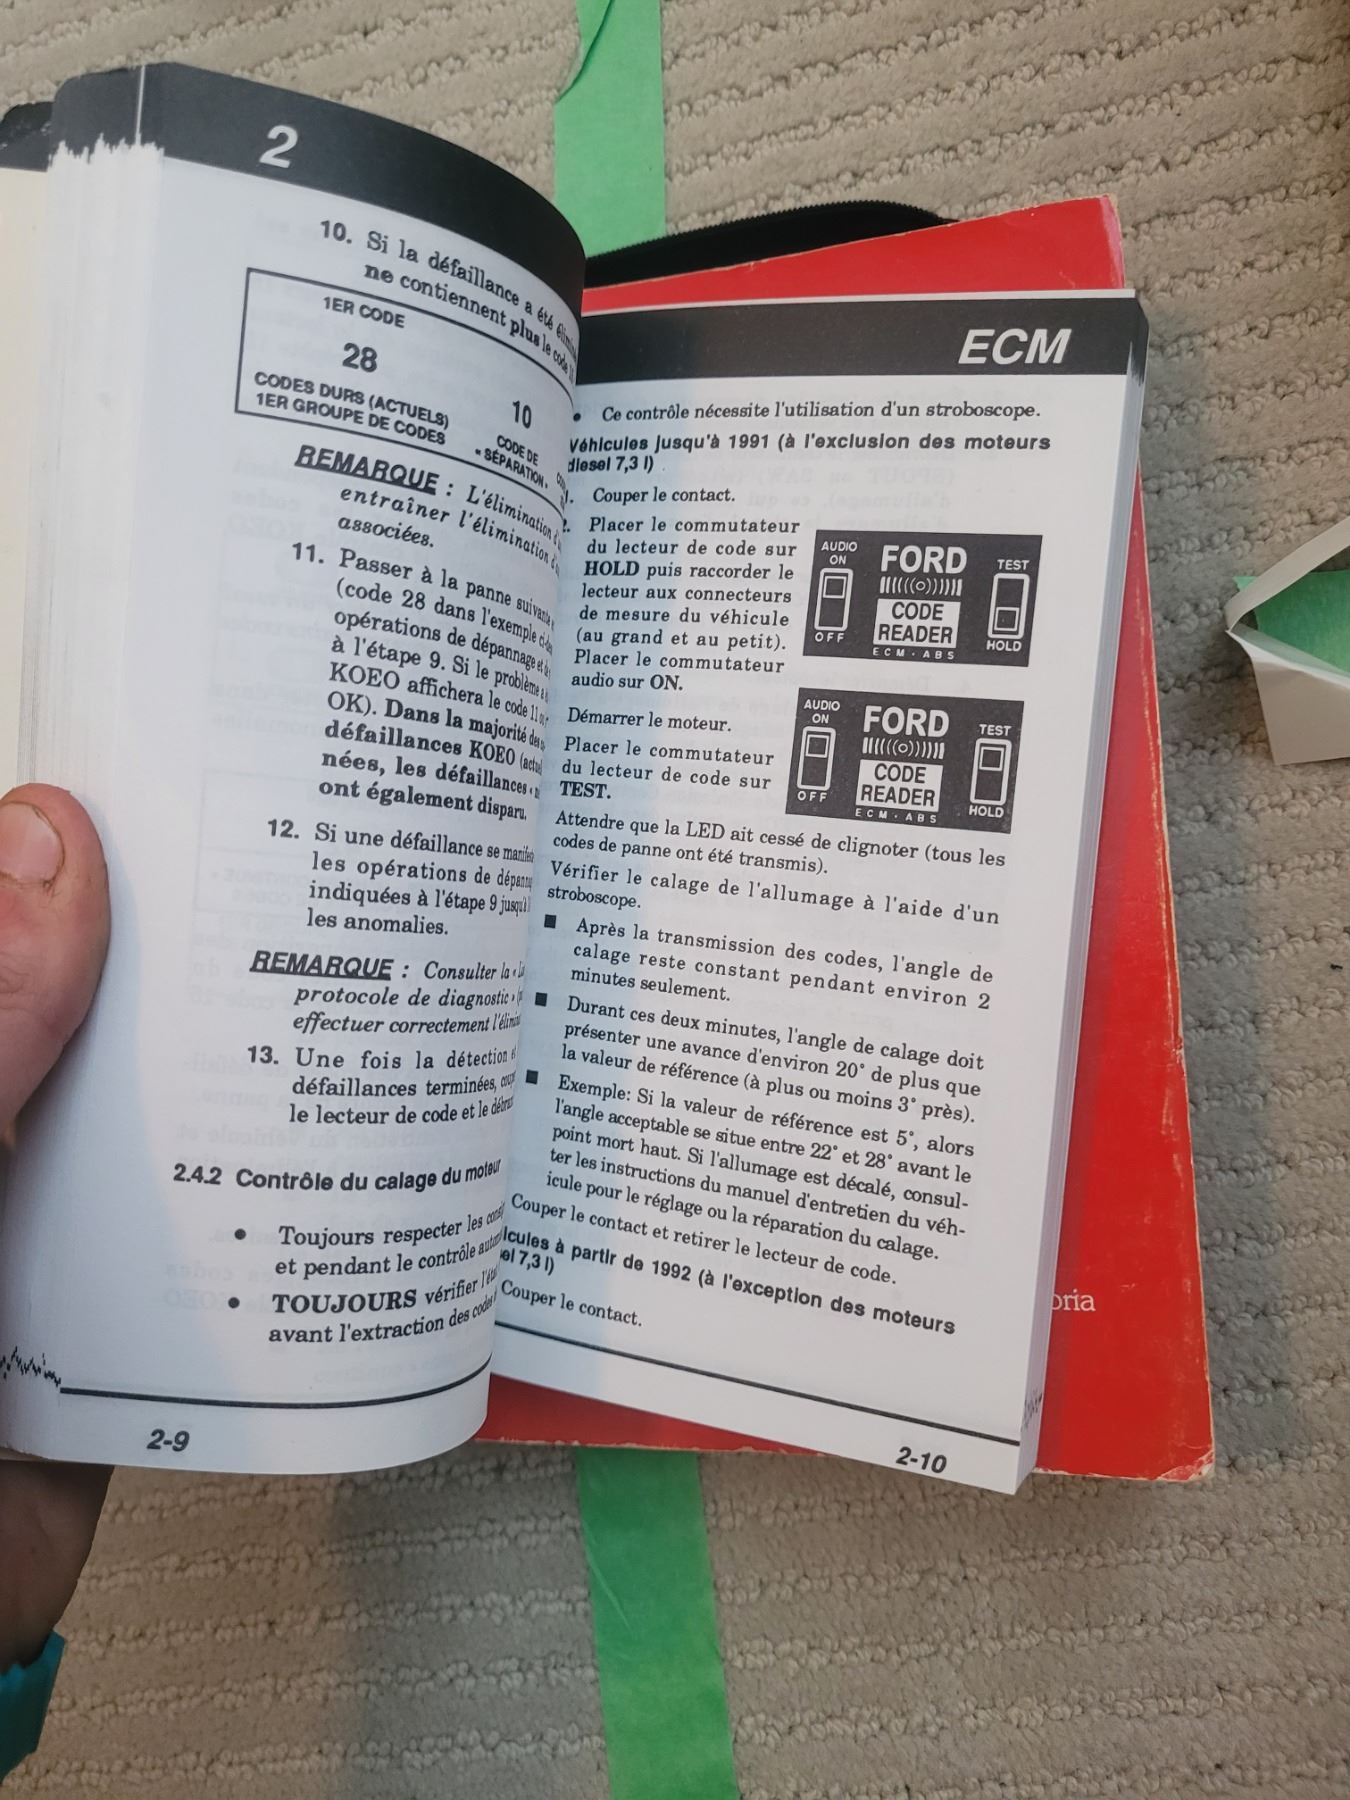 2
10. Si la défaillance a été
ne contiennent plus le code
1ER CODE
28
CODES DURS (ACTUELS)
1ER GROUPE DE CODES
10
CODE DE
« SÉPARATION »
REMARQUE : L'élimination
entraîner l'élimination
associées.
11. Passer à la panne suivante
(code 28 dans l'exemple
opérations de dépannage et
à l'étape 9. Si le problème a
KOEO affichera le code 11
OK). Dans la majorité des
défaillances KOEO
nées, les défaillances
ont également disparu.
12. Si une défaillance se
les opérations de
indiquées à l'étape 9
les anomalies.
REMARQUE : Consulter la «
protocole de diagnostic »
effectuer correctement
13. Une fois la détection et
défaillances terminées,
le lecteur de code et le
2.4.2 Contrôle du calage du moteur
• Toujours respecter les
et pendant le contrôle
• TOUJOURS vérifier
avant l'extraction des codes
2-9
ECM
• Ce contrôle nécessite l'utilisation d'un stroboscope.
Véhicules jusqu'à 1991 (à l'exclusion des moteurs
diesel 7,3 l)
Couper le contact.
2. Placer le commutateur
du lecteur de code sur
HOLD puis raccorder le
lecteur aux connecteurs
de mesure du véhicule
(au grand et au petit).
Placer le commutateur
audio sur ON.
AUDIO
ON
OFF
FORD
CODE
READER
ECM · ABS
TEST
HOLD
Démarrer le moteur.
Placer le commutateur
du lecteur de code sur
TEST.
AUDIO
ON
OFF
FORD
CODE
READER
ECM · ABS
TEST
HOLD
Attendre que la LED ait cessé de clignoter (tous les
codes de panne ont été transmis).
Vérifier le calage de l'allumage à l'aide d'un
stroboscope.
■ Après la transmission des codes, l'angle de
calage reste constant pendant environ 2
minutes seulement.
■ Durant ces deux minutes, l'angle de calage doit
présenter une avance d'environ 20° de plus que
la valeur de référence (à plus ou moins 3° près).
■ Exemple: Si la valeur de référence est 5°, alors
l'angle acceptable se situe entre 22° et 28° avant le
point mort haut. Si l'allumage est décalé, consul-
ter les instructions du manuel d'entretien du véh-
icule pour le réglage ou la réparation du calage.
Couper le contact et retirer le lecteur de code.
icules à partir de 1992 (à l'exception des moteurs
sel 7,3 l)
Couper le contact.
2-10
oria